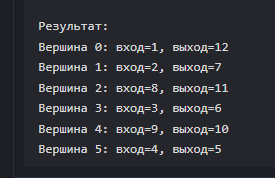 Результат:
Вершина 0: вход=1, выход=12
Вершина 1: вход=2, выход=7
Вершина 2: вход=8, выход=11
Вершина 3: вход=3, выход=6
Вершина 4: вход=9, выход=10
Вершина 5: вход=4, выход=5